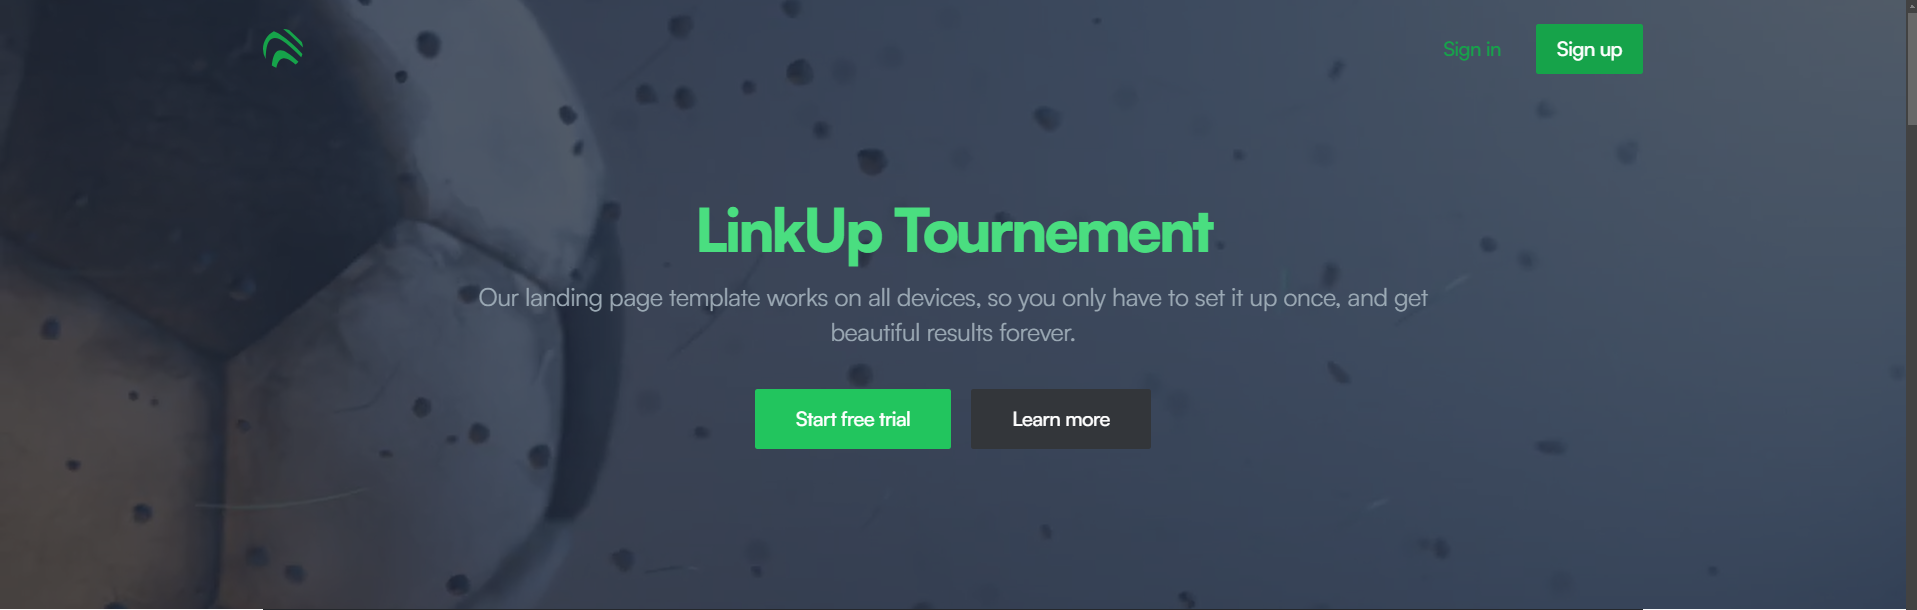 Sign in
Sign up
LinkUp Tournement
Our landing page template works on all devices, so you only have to set it up once, and get
beautiful results forever.
Start free trial
Learn more